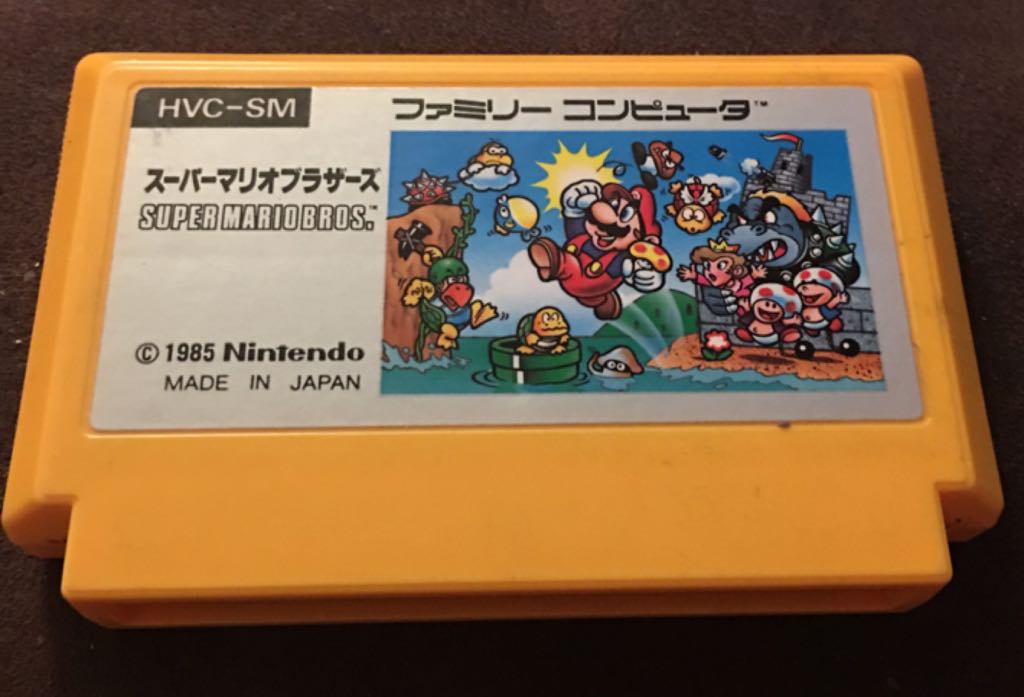 HVC-SM
ファミリー コンピュータ™
スーパーマリオブラザーズ
SUPER MARIO BROS.™
© 1985 Nintendo
MADE IN JAPAN